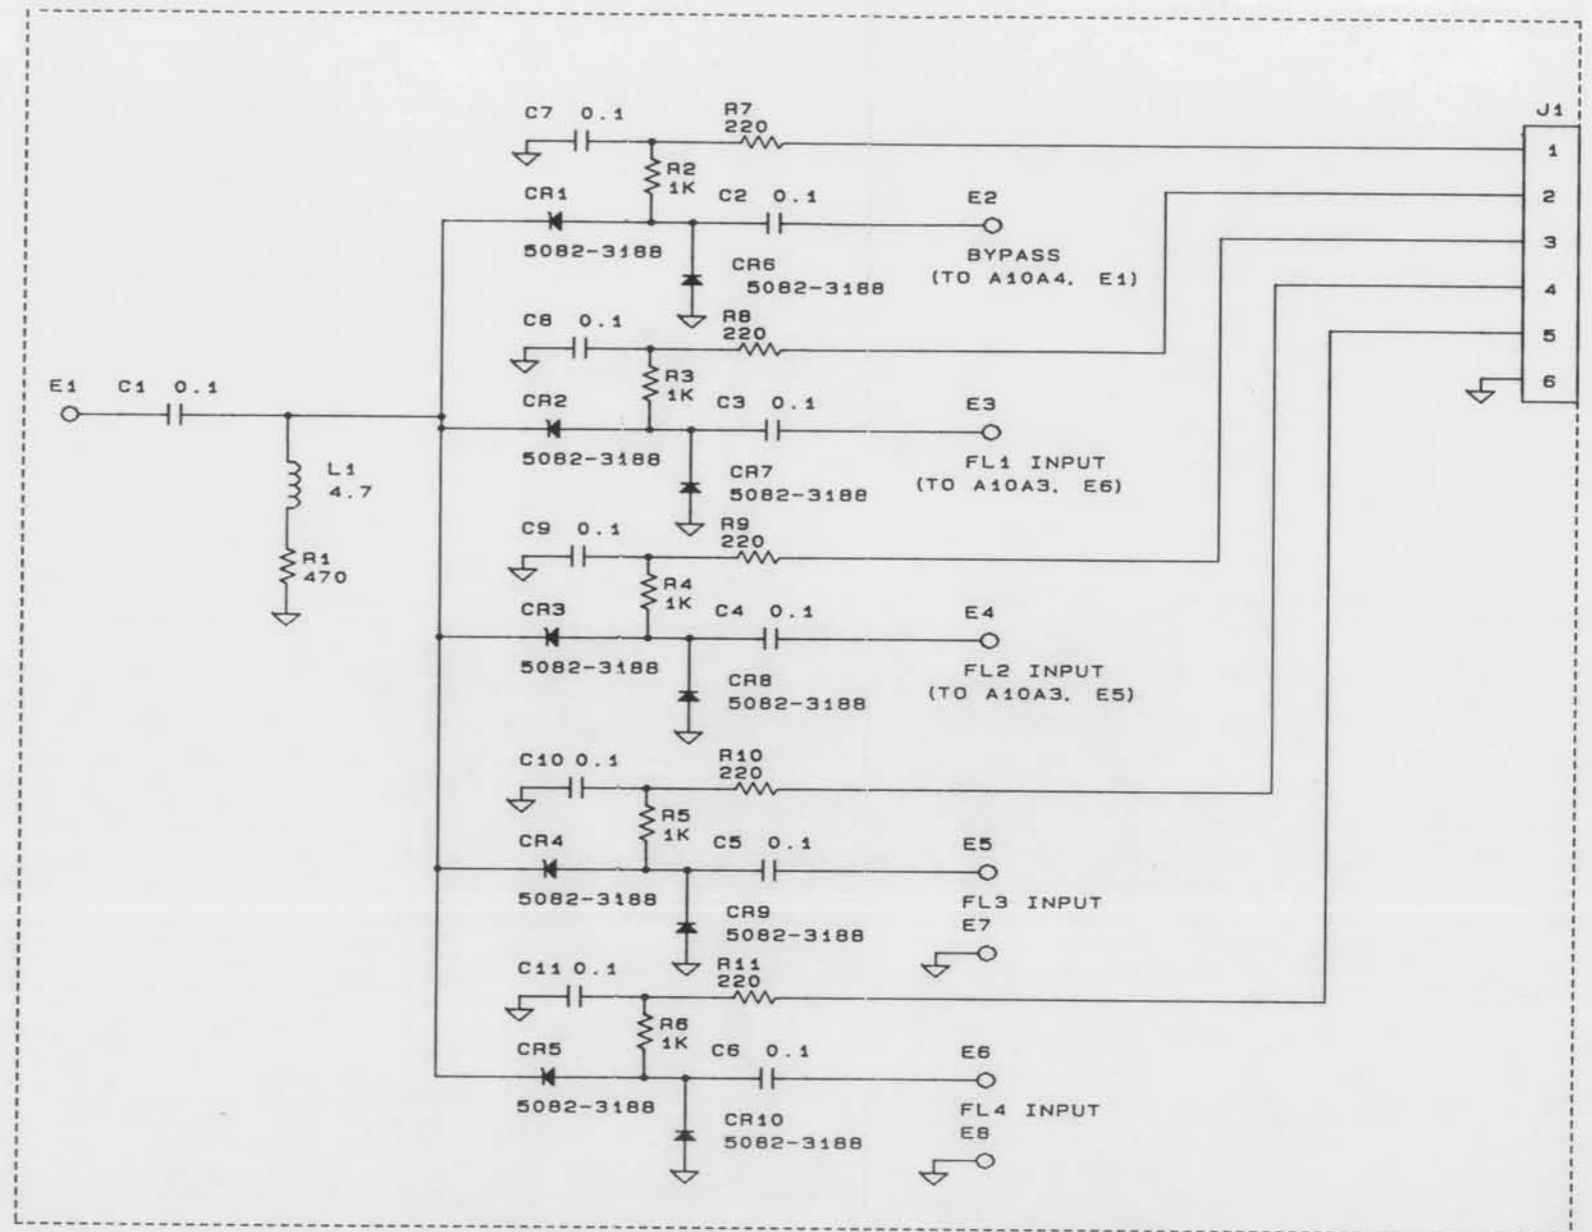 J1
C7 0.1
R7
220
1
R2
1K
CR1
C2 0.1
E2
2
5082-3188
BYPASS
(TO A10A4, E1)
3
CR6
5082-3188
4
C8 0.1
R8
220
5
R3
1K
6
E1
C1 0.1
CR2
C3 0.1
E3
5082-3188
FL1 INPUT
(TO A10A3, E6)
L1
4.7
CR7
5082-3188
C9 0.1
R9
220
R1
470
R4
1K
CR3
C4 0.1
E4
5082-3188
FL2 INPUT
(TO A10A3, E5)
CR8
5082-3188
C10 0.1
R10
220
R5
1K
CR4
C5 0.1
E5
5082-3188
FL3 INPUT
E7
CR9
5082-3188
C11 0.1
R11
220
R6
1K
CR5
C6 0.1
E6
5082-3188
FL4 INPUT
E8
CR10
5082-3188